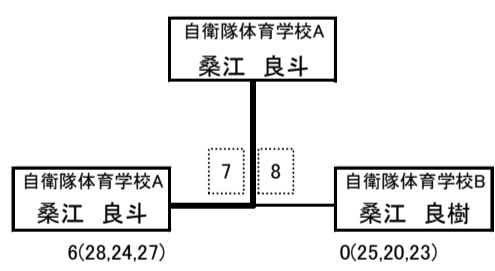 自衛隊体育学校A
桑江　良斗
7
8
自衛隊体育学校A
桑江　良斗
自衛隊体育学校B
桑江　良樹
6(28,24,27)
0(25,20,23)